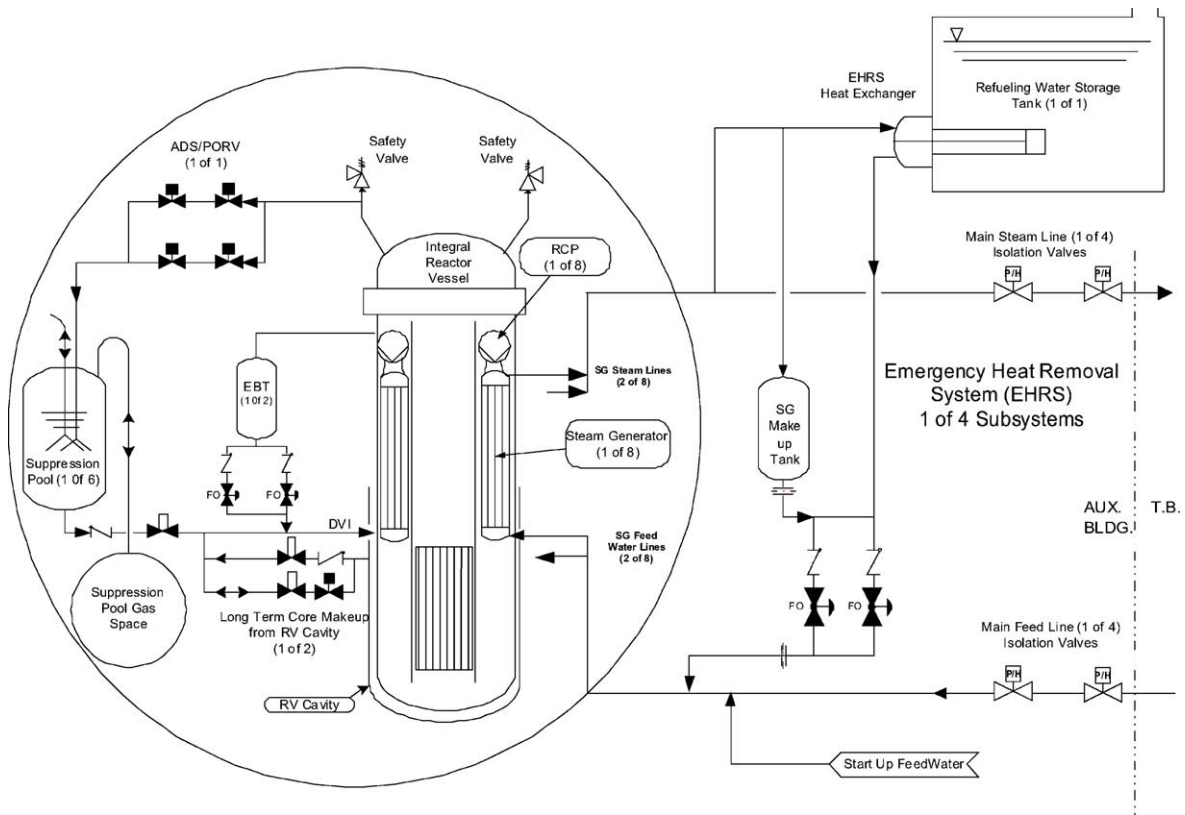 EHRS
Heat Exchanger
Refueling Water Storage
Tank (1 of 1)
ADS/PORV
(1 of 1)
Safety
Valve
Safety
Valve
Integral
Reactor
Vessel
RCP
(1 of 8)
Main Steam Line (1 of 4)
Isolation Valves
P/H
P/H
EBT
(1 0f 2)
SG Steam Lines
(2 of 8)
Emergency Heat Removal
System (EHRS)
1 of 4 Subsystems
SG
Make
up
Tank
Steam Generator
(1 of 8)
Suppression
Pool (1 0f 6)
FO
FO
DVI
AUX.
BLDG.
T.B.
SG Feed
Water Lines
(2 of 8)
Suppression
Pool Gas
Space
Long Term Core Makeup
from RV Cavity
(1 of 2)
FO
FO
Main Feed Line (1 of 4)
Isolation Valves
P/H
P/H
RV Cavity
Start Up FeedWater